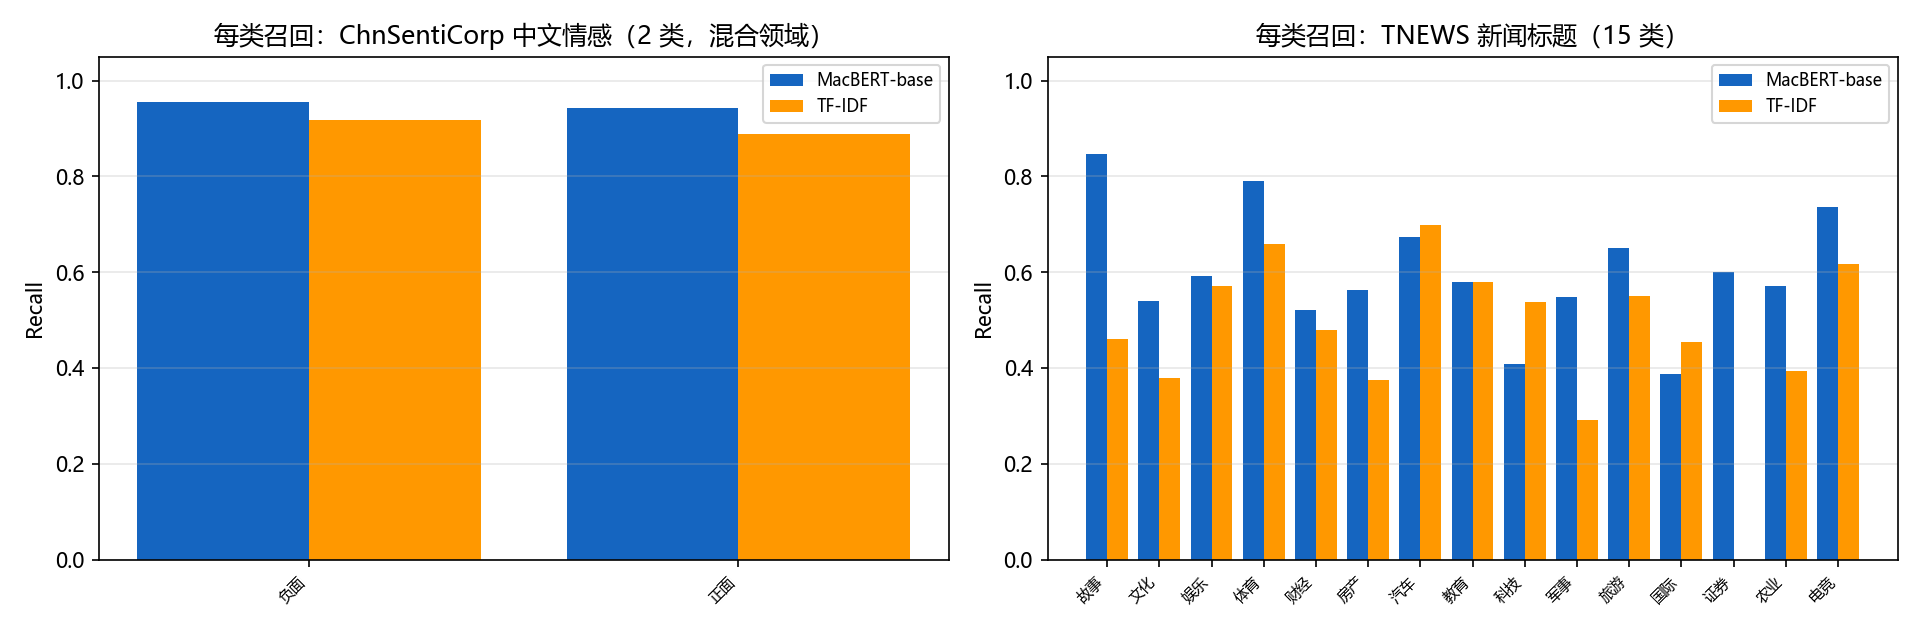 每类召回：ChnSentiCorp 中文情感（2 类，混合领域）
MacBERT-base
TF-IDF
Recall
1.0
0.8
0.6
0.4
0.2
0.0
负面
正面
每类召回：TNEWS 新闻标题（15 类）
MacBERT-base
TF-IDF
Recall
1.0
0.8
0.6
0.4
0.2
0.0
故事
文化
娱乐
体育
财经
房产
汽车
教育
科技
军事
旅游
国际
证券
农业
电竞